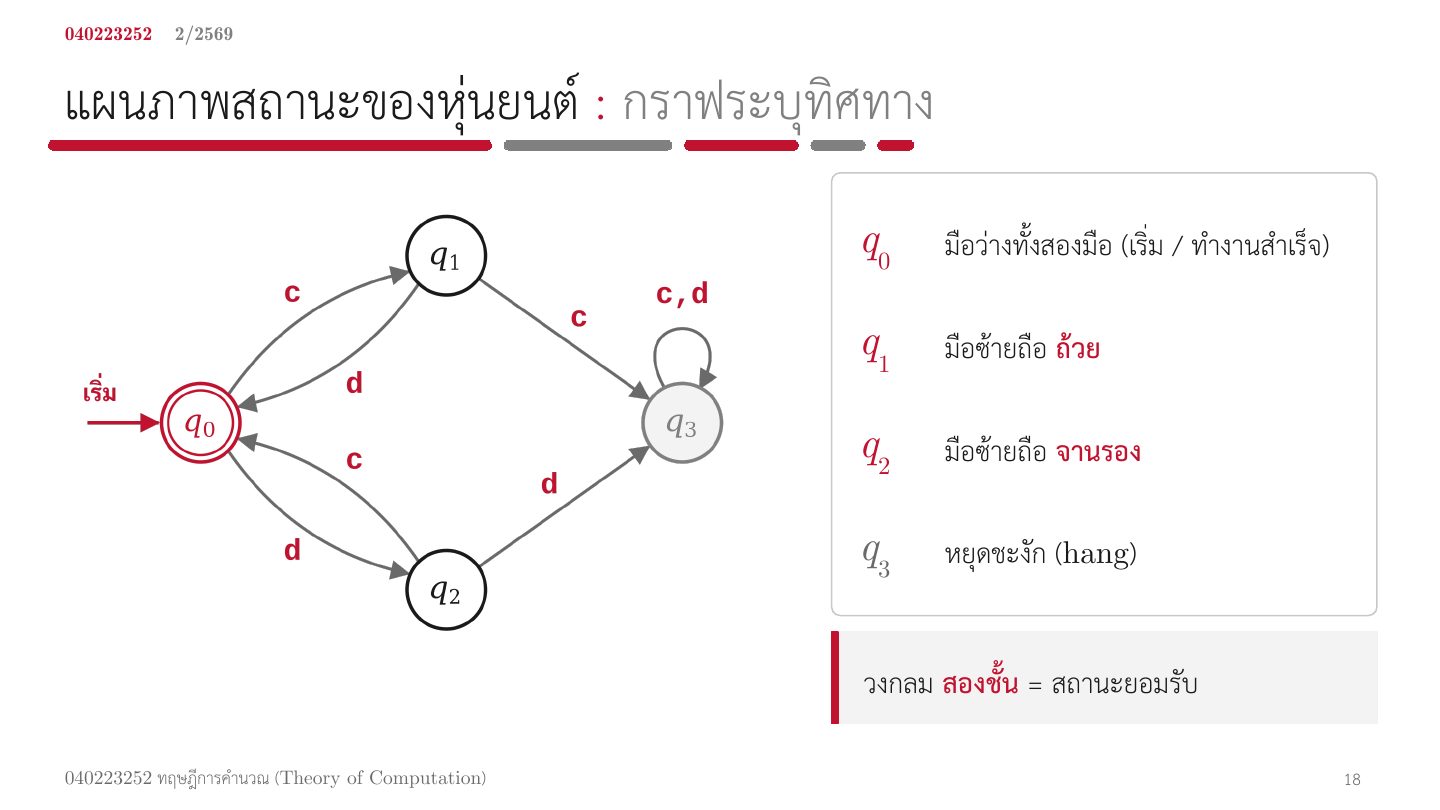 040223252 2/2569
แผนภาพสถานะของหุ่นยนต์ : กราฟระบุทิศทาง
เริ่ม
q0
q1
q2
q3
c
d
c
d
c
d
c,d
q0 มือว่างทั้งสองมือ (เริ่ม / ทำงานสำเร็จ)
q1 มือซ้ายถือ ถ้วย
q2 มือซ้ายถือ จานรอง
q3 หยุดชะงัก (hang)
วงกลม สองชั้น = สถานะยอมรับ
040223252 ทฤษฎีการคำนวณ (Theory of Computation)
18